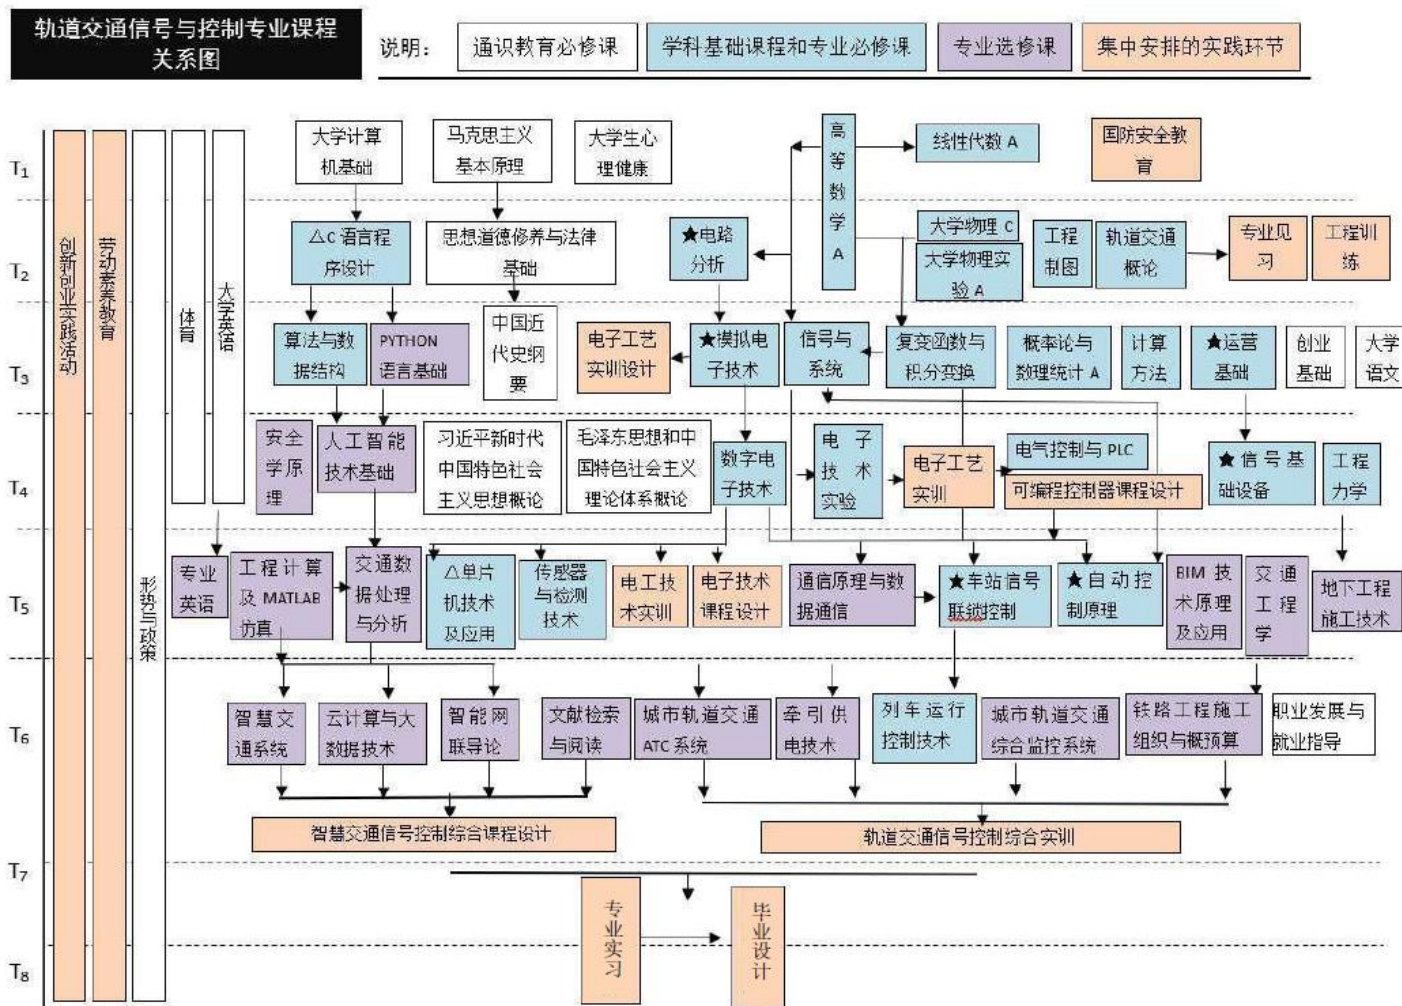 轨道交通信号与控制专业课程
关系图
说明：
通识教育必修课
学科基础课程和专业必修课
专业选修课
集中安排的实践环节
T1
T2
T3
T4
T5
T6
T7
T8
创新创业实践活动
劳动素养教育
形势与政策
体育
大学英语
大学计算
机基础
马克思主义
基本原理
大学生心
理健康
高等数学A
线性代数 A
国防安全教
育
△C 语言程
序设计
思想道德修养与法律
基础
★电路
分析
大学物理 C
大学物理实
验 A
工程
制图
轨道交通
概论
专业见
习
工程训
练
算法与数
据结构
PYTHON
语言基础
中国近
代史纲
要
电子工艺
实训设计
★模拟电
子技术
信号与
系统
复变函数与
积分变换
概率论与
数理统计 A
计算
方法
★运营
基础
创业
基础
大学
语文
安全
学原
理
人工智能
技术基础
习近平新时代
中国特色社会
主义思想概论
毛泽东思想和中
国特色社会主义
理论体系概论
数字电
子技术
电子
技术
实验
电子工艺
实训
电气控制与 PLC
可编程控制器课程设计
★信号基
础设备
工程
力学
专业
英语
工程计算
及 MATLAB
仿真
交通数
据处理
与分析
△单片
机技术
及应用
传感器
与检测
技术
电工技
术实训
电子技术
课程设计
通信原理与数
据通信
★车站信号
联锁控制
★自动控
制原理
BIM 技
术原理
及应用
交通
工程
学
地下工程
施工技术
智慧交
通系统
云计算与大
数据技术
智能网
联导论
文献检索
与阅读
城市轨道交通
ATC 系统
牵引供
电技术
列车运行
控制技术
城市轨道交通
综合监控系统
铁路工程施工
组织与概预算
职业发展与
就业指导
智慧交通信号控制综合课程设计
轨道交通信号控制综合实训
专业实习
毕业设计